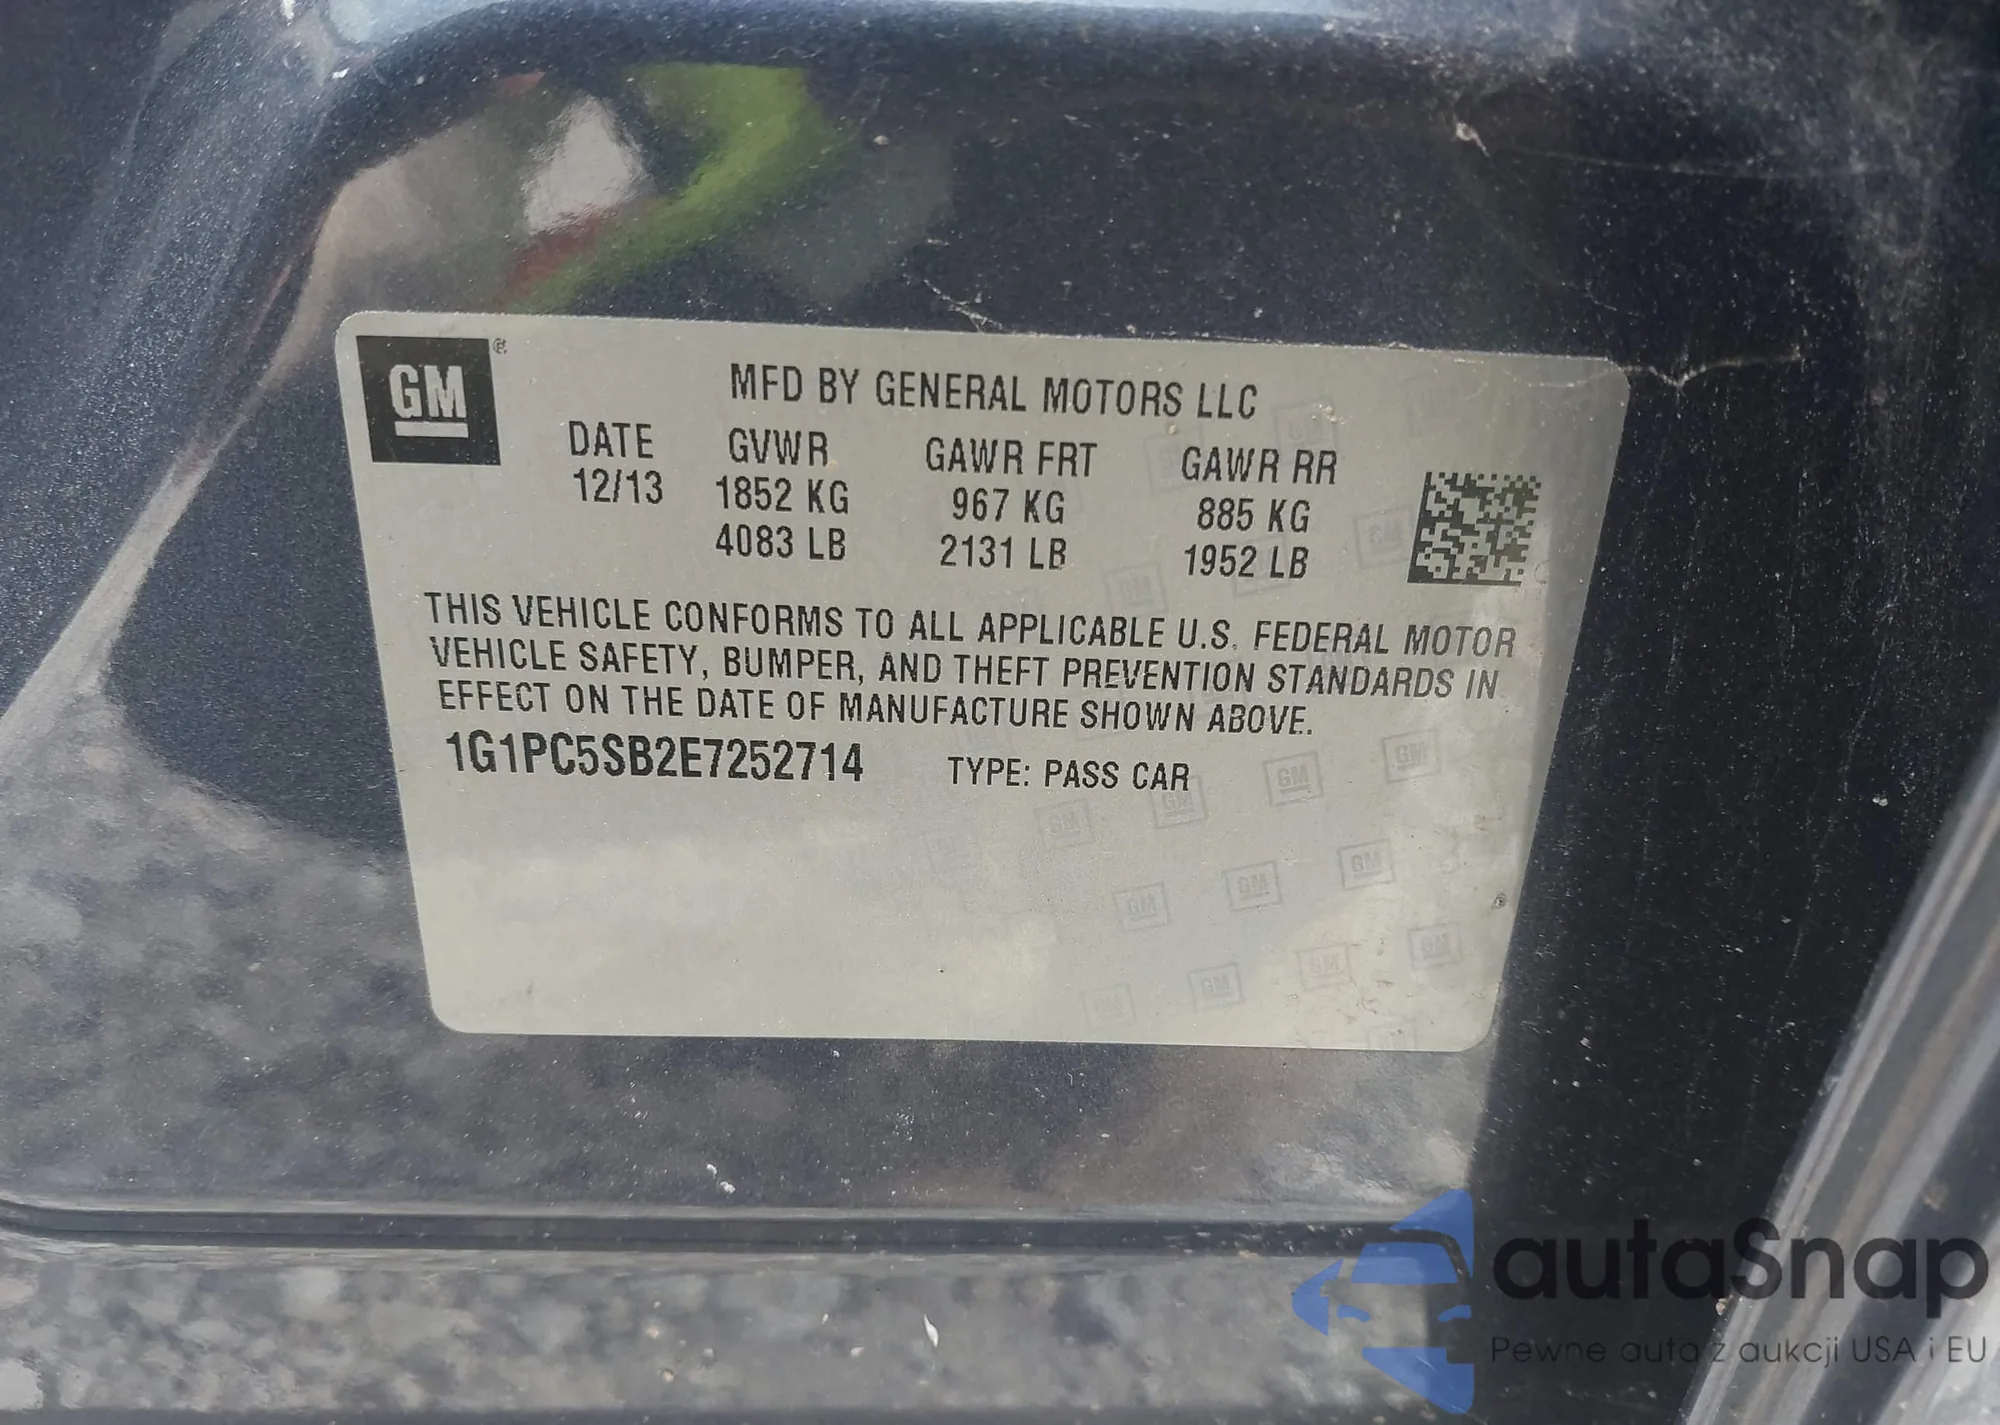 GM
MFD BY GENERAL MOTORS LLC
DATE GVWR GAWR FRT GAWR RR
12/13 1852 KG 967 KG 885 KG
4083 LB 2131 LB 1952 LB
THIS VEHICLE CONFORMS TO ALL APPLICABLE U.S. FEDERAL MOTOR
VEHICLE SAFETY, BUMPER, AND THEFT PREVENTION STANDARDS IN
EFFECT ON THE DATE OF MANUFACTURE SHOWN ABOVE.
1G1PC5SB2E7252714 TYPE: PASS CAR
autaSnap
Pewne auta z aukcji USA i EU